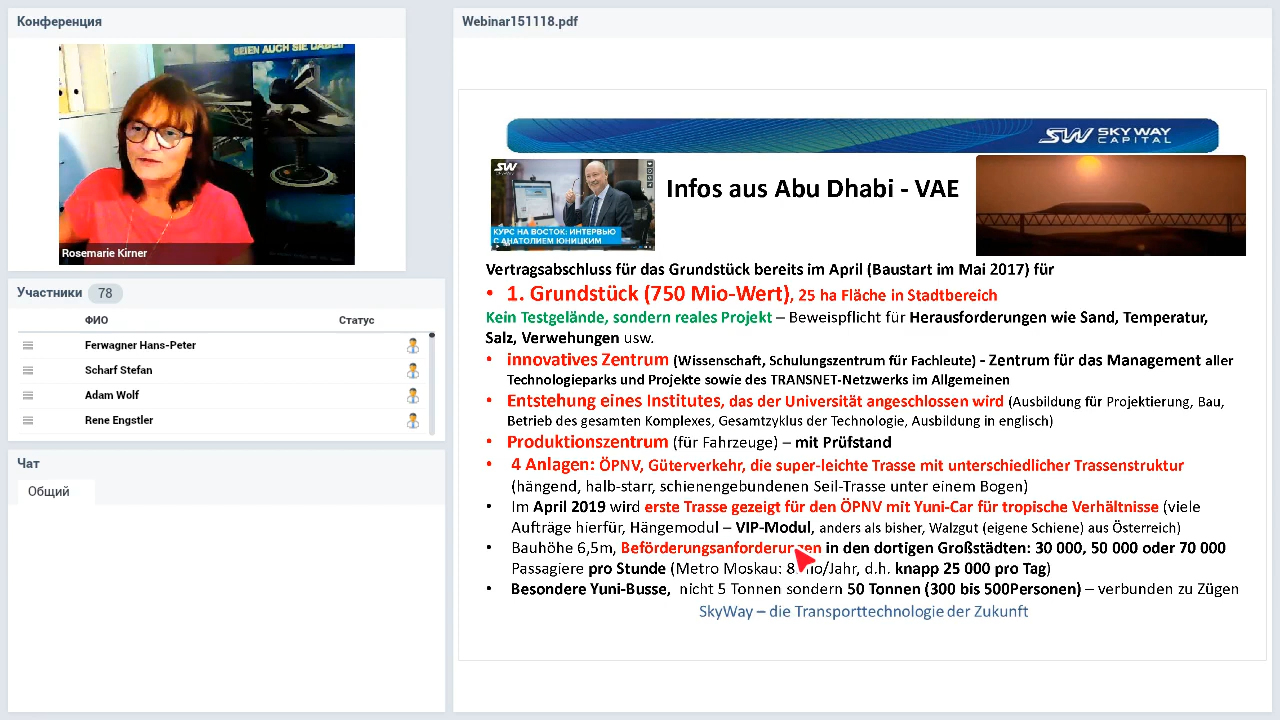 Конференция
SEIEN AUCH SIE DABEI
Rosemarie Kirner
Участники 78
ФИО Статус
Ferwagner Hans-Peter
Scharf Stefan
Adam Wolf
Rene Engstler
Чат
Общий
Webinar151118.pdf
SW SKY WAY CAPITAL
SW
КУРС НА ВОСТОК: ИНТЕРВЬЮ
С АНАТОЛИЕМ ЮНИЦКИМ
Infos aus Abu Dhabi - VAE
Vertragsabschluss für das Grundstück bereits im April (Baustart im Mai 2017) für
• 1. Grundstück (750 Mio-Wert), 25 ha Fläche in Stadtbereich
Kein Testgelände, sondern reales Projekt – Beweispflicht für Herausforderungen wie Sand, Temperatur,
Salz, Verwehungen usw.
• innovatives Zentrum (Wissenschaft, Schulungszentrum für Fachleute) - Zentrum für das Management aller
Technologieparks und Projekte sowie des TRANSNET-Netzwerks im Allgemeinen
• Entstehung eines Institutes, das der Universität angeschlossen wird (Ausbildung für Projektierung, Bau,
Betrieb des gesamten Komplexes, Gesamtzyklus der Technologie, Ausbildung in englisch)
• Produktionszentrum (für Fahrzeuge) – mit Prüfstand
• 4 Anlagen: ÖPNV, Güterverkehr, die super-leichte Trasse mit unterschiedlicher Trassenstruktur
(hängend, halb-starr, schienengebundenen Seil-Trasse unter einem Bogen)
• Im April 2019 wird erste Trasse gezeigt für den ÖPNV mit Yuni-Car für tropische Verhältnisse (viele
Aufträge hierfür, Hängemodul – VIP-Modul, anders als bisher, Walzgut (eigene Schiene) aus Österreich)
• Bauhöhe 6,5m, Beförderungsanforderungen in den dortigen Großstädten: 30 000, 50 000 oder 70 000
Passagiere pro Stunde (Metro Moskau: 8 /Jahr, d.h. knapp 25 000 pro Tag)
• Besondere Yuni-Busse, nicht 5 Tonnen sondern 50 Tonnen (300 bis 500Personen) – verbunden zu Zügen
SkyWay – die Transporttechnologie der Zukunft